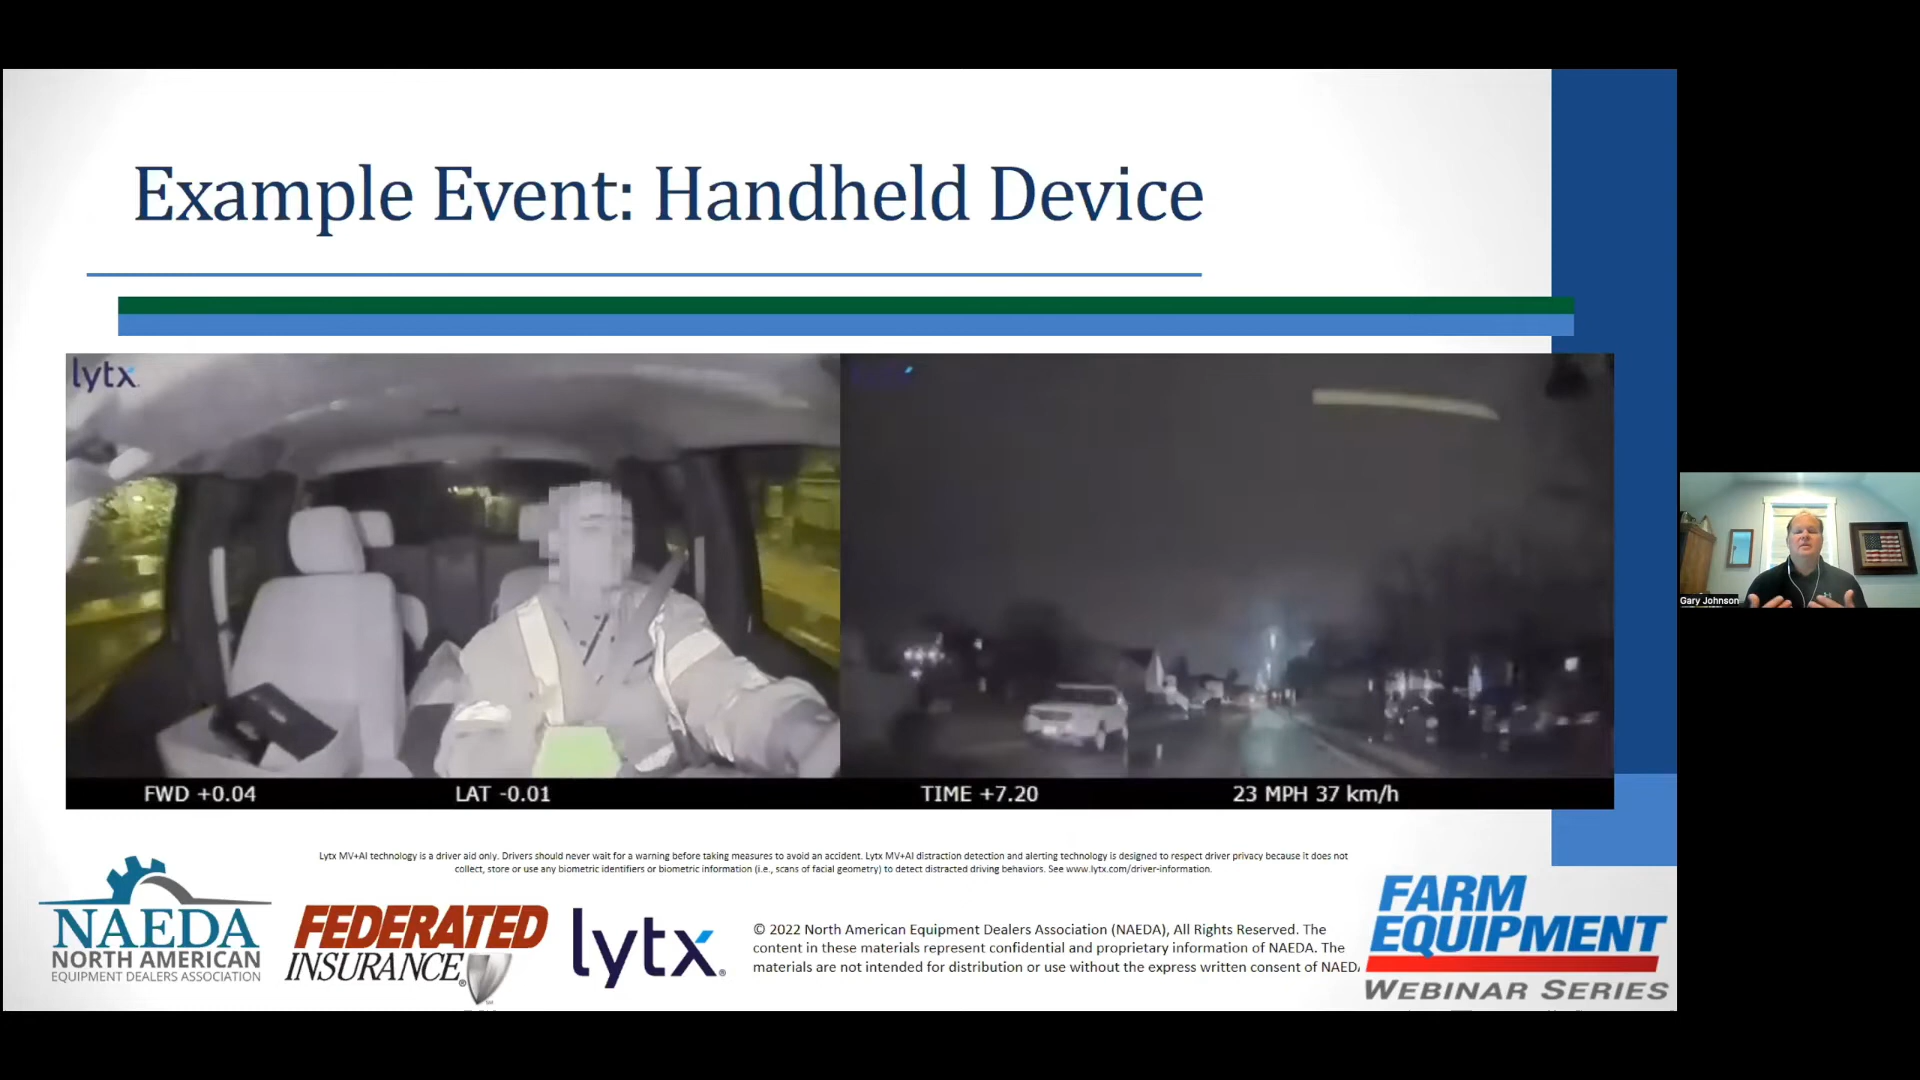 Example Event: Handheld Device
lytx
FWD +0.04
LAT -0.01
TIME +7.20
23 MPH 37 km/h
Gary Johnson
Lytx MV+AI technology is a driver aid only. Drivers should never wait for a warning before taking measures to avoid an accident. Lytx MV+AI distraction detection and alerting technology is designed to respect driver privacy because it does not
collect, store or use any biometric identifiers or biometric information (i.e., scans of facial geometry) to detect distracted driving behaviors. See www.lytx.com/driver-information.
NAEDA
NORTH AMERICAN
EQUIPMENT DEALERS ASSOCIATION
FEDERATED
INSURANCE®
lytx®
© 2022 North American Equipment Dealers Association (NAEDA), All Rights Reserved. The
content in these materials represent confidential and proprietary information of NAEDA. The
materials are not intended for distribution or use without the express written consent of NAED
FARM
EQUIPMENT
WEBINAR SERIES